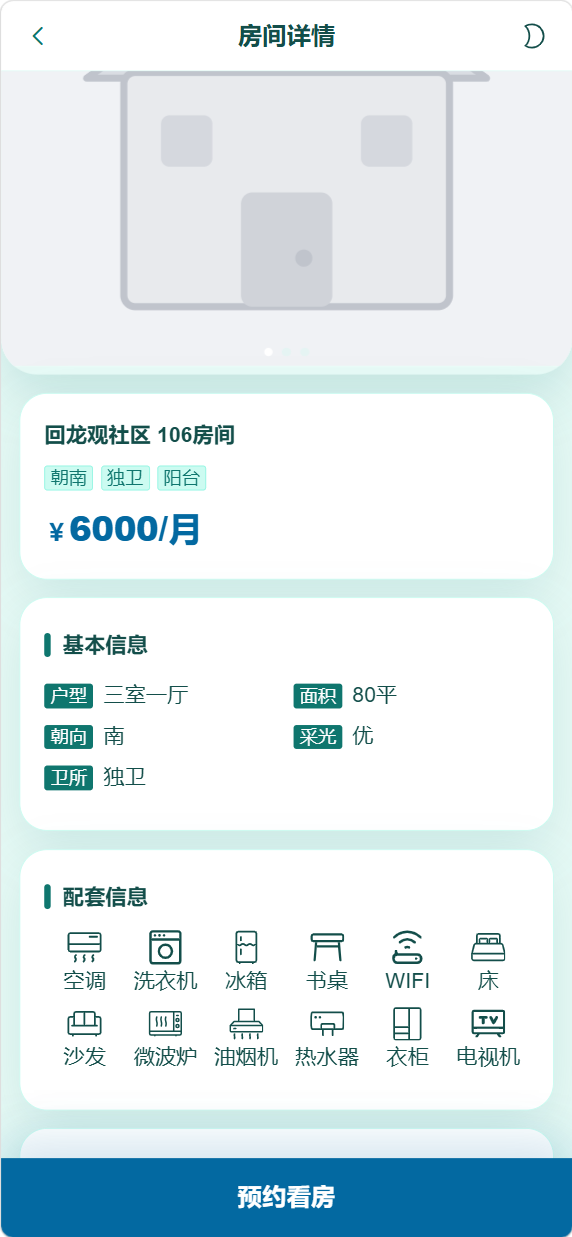 房间详情
回龙观社区 106房间
朝南 独卫 阳台
¥6000/月
基本信息
户型 三室一厅 面积 80平
朝向 南 采光 优
卫所 独卫
配套信息
空调 洗衣机 冰箱 书桌 WIFI 床
TV
沙发 微波炉 油烟机 热水器 衣柜 电视机
预约看房